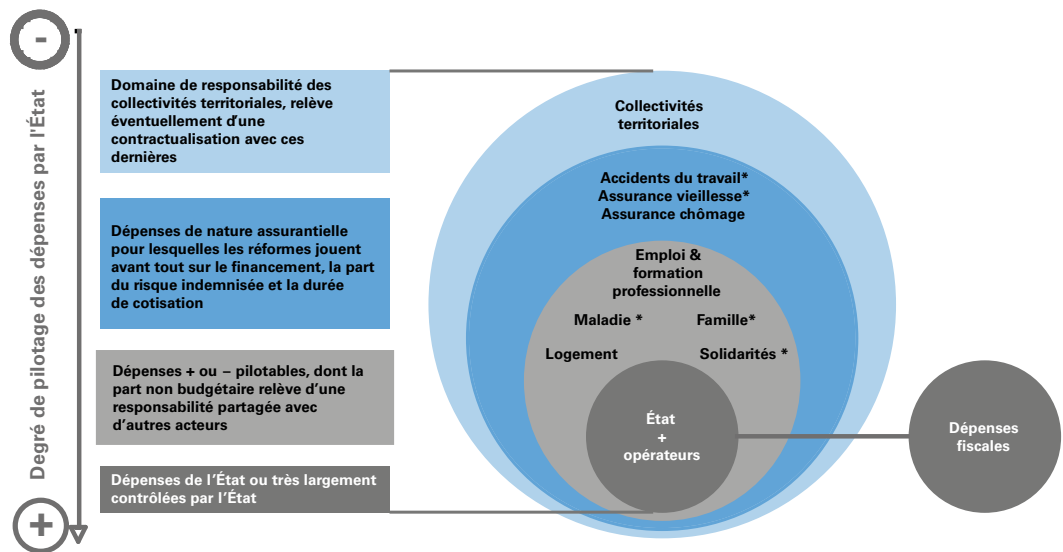 -
Degré de pilotage des dépenses par l'État
+
Domaine de responsabilité des
collectivités territoriales, relève
éventuellement d'une
contractualisation avec ces
dernières
Dépenses de nature assurantielle
pour lesquelles les réformes jouent
avant tout sur le financement, la part
du risque indemnisée et la durée
de cotisation
Dépenses + ou – pilotables, dont la
part non budgétaire relève d'une
responsabilité partagée avec
d'autres acteurs
Dépenses de l'État ou très largement
contrôlées par l'État
Collectivités
territoriales
Accidents du travail*
Assurance vieillesse*
Assurance chômage
Emploi &
formation
professionnelle
Maladie * Famille*
Logement Solidarités *
État
+
opérateurs
Dépenses
fiscales